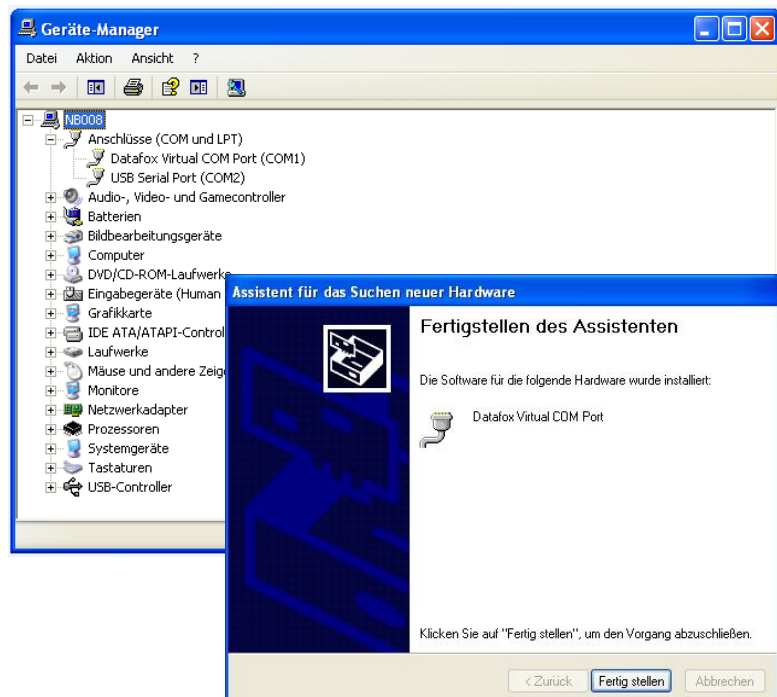 Geräte-Manager
Datei Aktion Ansicht ?
NB008
Anschlüsse (COM und LPT)
Datafox Virtual COM Port (COM1)
USB Serial Port (COM2)
Audio-, Video- und Gamecontroller
Batterien
Bildbearbeitungsgeräte
Computer
DVD/CD-ROM-Laufwerke
Eingabegeräte (Human
Grafikkarte
IDE ATA/ATAPI-Control
Laufwerke
Mäuse und andere Zeig
Monitore
Netzwerkadapter
Prozessoren
Systemgeräte
Tastaturen
USB-Controller
Assistent für das Suchen neuer Hardware
Fertigstellen des Assistenten
Die Software für die folgende Hardware wurde installiert:
Datafox Virtual COM Port
Klicken Sie auf "Fertig stellen", um den Vorgang abzuschließen.
< Zurück Fertig stellen Abbrechen